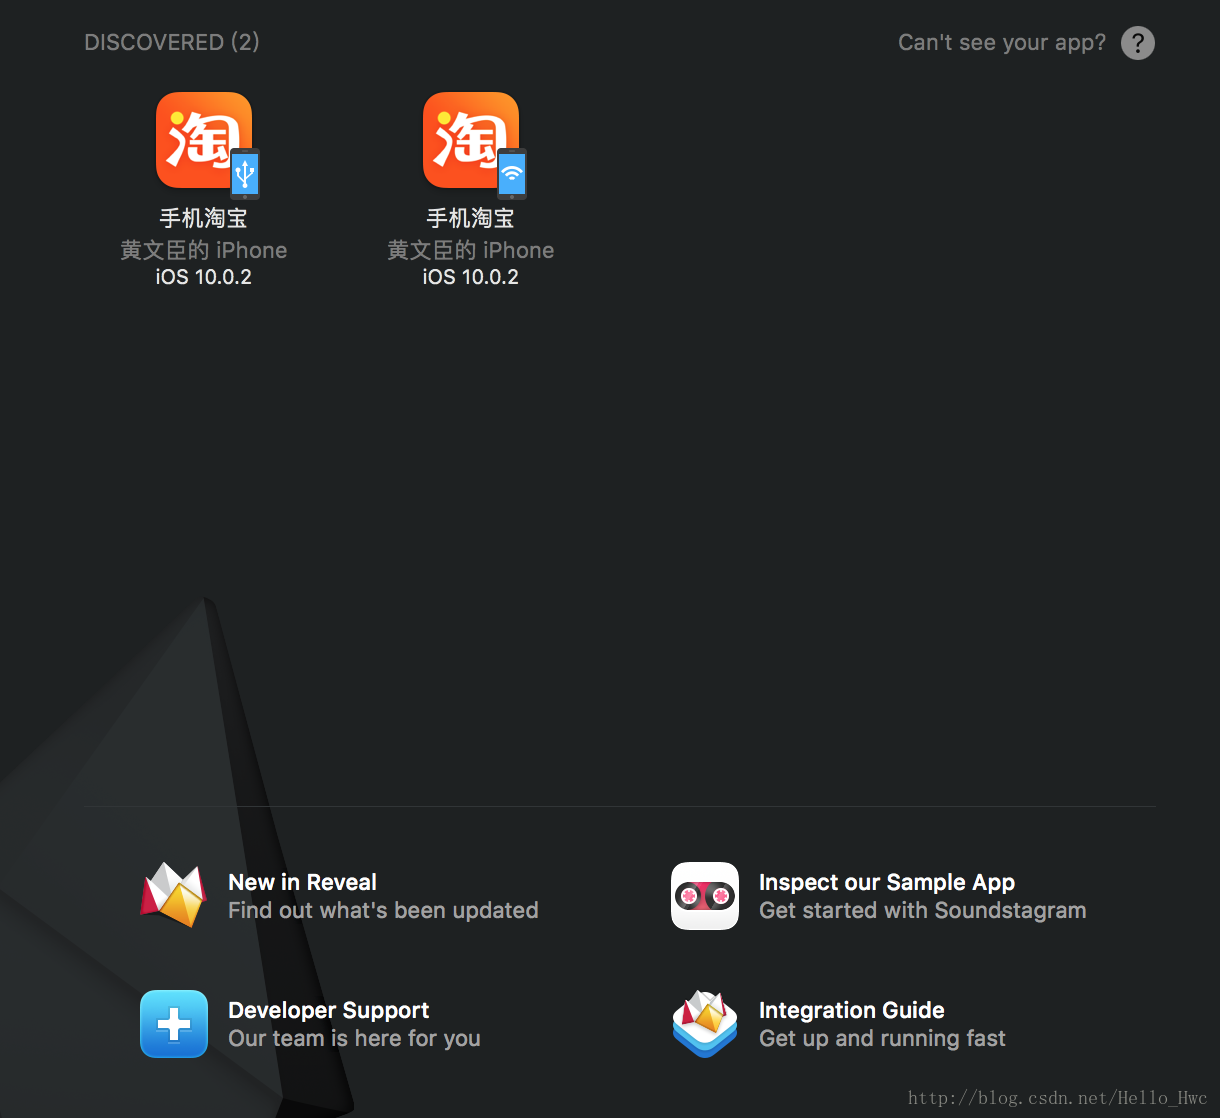 DISCOVERED (2)
Can't see your app? ?
淘 淘
手机淘宝 手机淘宝
黄文臣的 iPhone 黄文臣的 iPhone
iOS 10.0.2 iOS 10.0.2
New in Reveal
Find out what's been updated
Inspect our Sample App
Get started with Soundstagram
Developer Support
Our team is here for you
Integration Guide
Get up and running fast
http://blog.csdn.net/Hello_Hwc